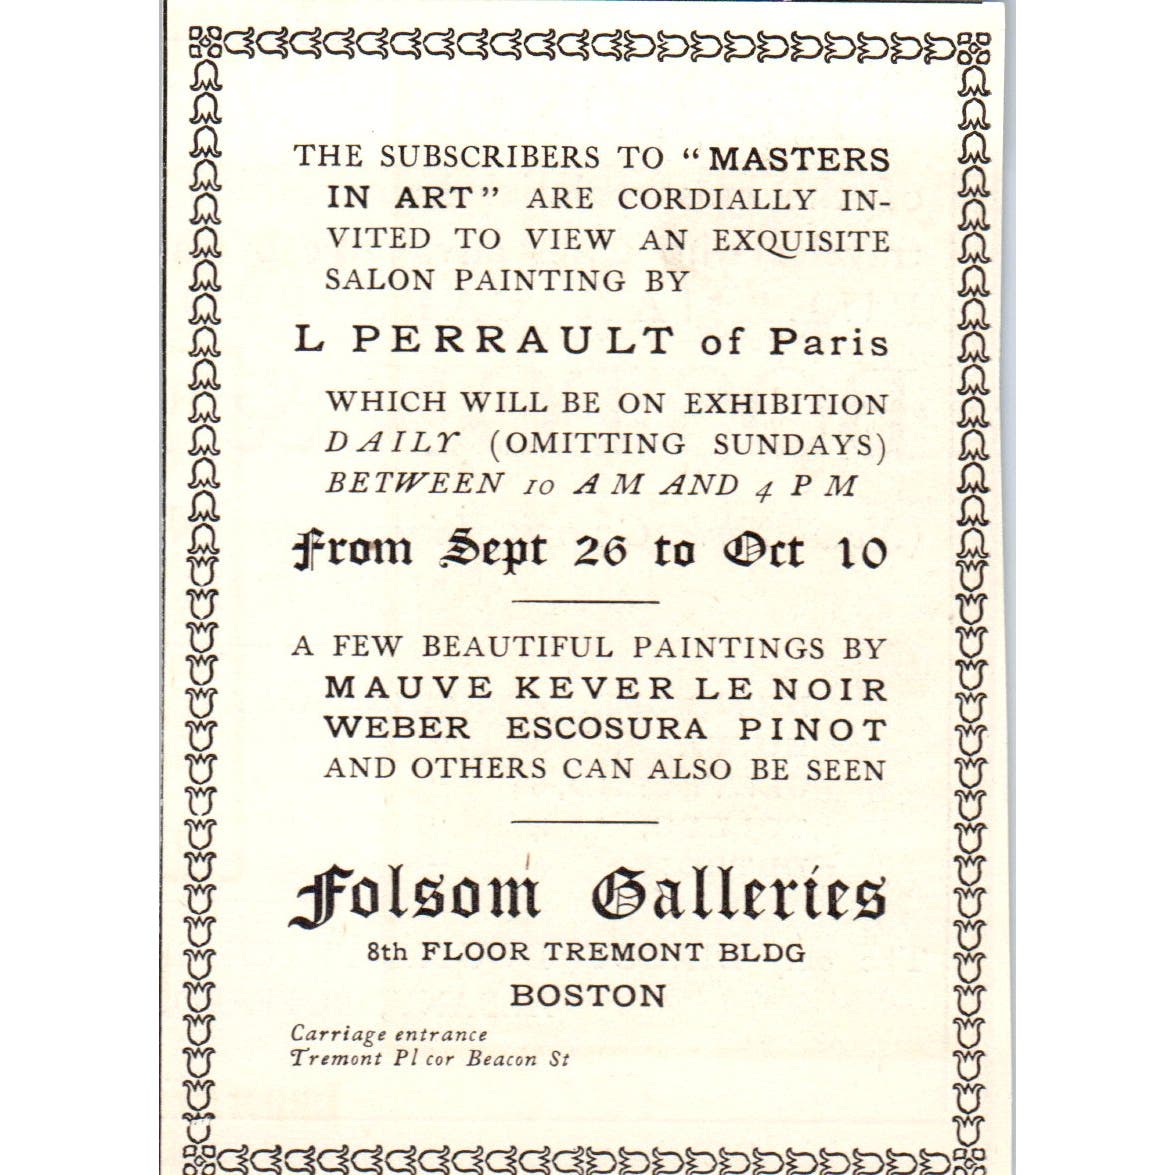 THE SUBSCRIBERS TO “MASTERS
IN ART” ARE CORDIALLY IN-
VITED TO VIEW AN EXQUISITE
SALON PAINTING BY
L PERRAULT of Paris
WHICH WILL BE ON EXHIBITION
DAILY (OMITTING SUNDAYS)
BETWEEN 10 A M AND 4 P M
From Sept 26 to Oct 10
A FEW BEAUTIFUL PAINTINGS BY
MAUVE KEVER LE NOIR
WEBER ESCOSURA PINOT
AND OTHERS CAN ALSO BE SEEN
Folsom Galleries
8th FLOOR TREMONT BLDG
BOSTON
Carriage entrance
Tremont Pl cor Beacon St